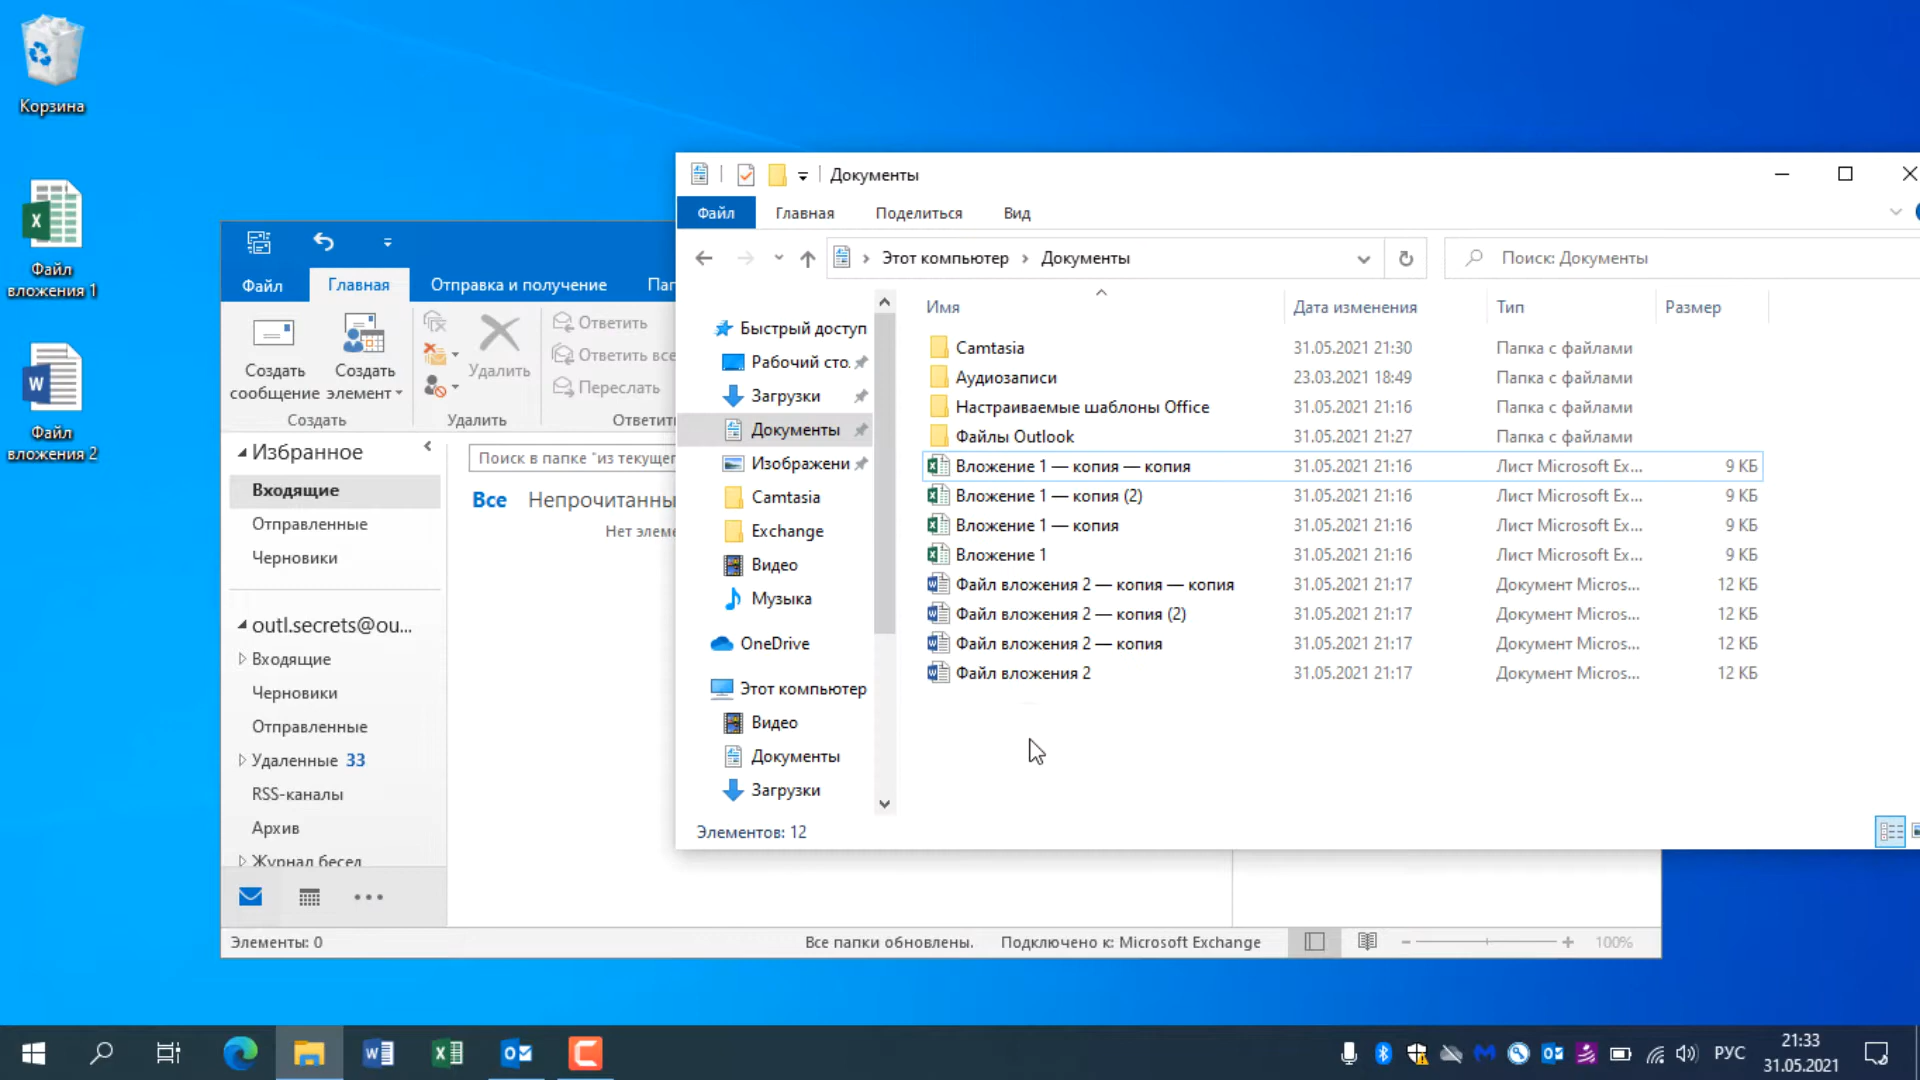 Корзина
Файл
вложения 1
Файл
вложения 2
Файл
Главная
Отправка и получение
Пап
Создать
сообщение
Создать
элемент
Удалить
Ответить
Ответить все
Переслать
Создать
Удалить
Ответить
Избранное
Входящие
Отправленные
Черновики
outl.secrets@ou...
Входящие
Черновики
Отправленные
Удаленные 33
RSS-каналы
Архив
Журнал бесед
Поиск в папке "из текущег
Все Непрочитанны
Нет элеме
Элементы: 0
Все папки обновлены.
Подключено к: Microsoft Exchange
100%
Документы
Файл
Главная
Поделиться
Вид
Этот компьютер
Документы
Поиск: Документы
Быстрый доступ
Рабочий сто.
Загрузки
Документы
Изображени
Camtasia
Exchange
Видео
Музыка
OneDrive
Этот компьютер
Видео
Документы
Загрузки
Имя Дата изменения Тип Размер
Camtasia 31.05.2021 21:30 Папка с файлами
Аудиозаписи 23.03.2021 18:49 Папка с файлами
Настраиваемые шаблоны Office 31.05.2021 21:16 Папка с файлами
Файлы Outlook 31.05.2021 21:27 Папка с файлами
Вложение 1 — копия — копия 31.05.2021 21:16 Лист Microsoft Ex... 9 КБ
Вложение 1 — копия (2) 31.05.2021 21:16 Лист Microsoft Ex... 9 КБ
Вложение 1 — копия 31.05.2021 21:16 Лист Microsoft Ex... 9 КБ
Вложение 1 31.05.2021 21:16 Лист Microsoft Ex... 9 КБ
Файл вложения 2 — копия — копия 31.05.2021 21:17 Документ Micros... 12 КБ
Файл вложения 2 — копия (2) 31.05.2021 21:17 Документ Micros... 12 КБ
Файл вложения 2 — копия 31.05.2021 21:17 Документ Micros... 12 КБ
Файл вложения 2 31.05.2021 21:17 Документ Micros... 12 КБ
Элементов: 12
РУС
21:33
31.05.2021